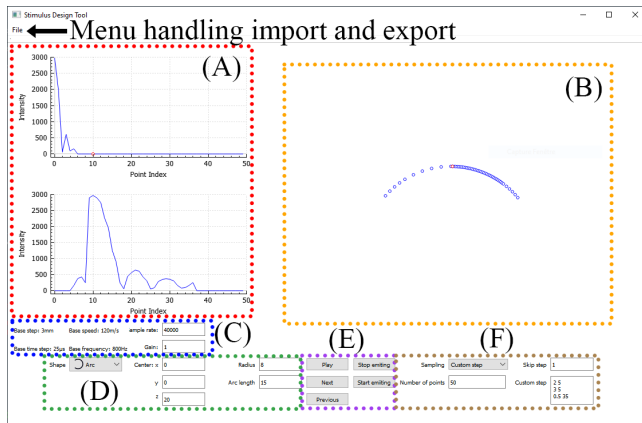 Stimulus Design Tool
File
Menu handling import and export
(A)
3000
2500
2000
1500
1000
500
0
Intensity
0 10 20 30 40 50
Point Index
3000
2500
2000
1500
1000
500
0
Intensity
0 10 20 30 40 50
Point Index
(B)
Base step: 3mm Base speed: 120m/s ample rate: 40000
Base time step: 25µs Base frequency: 800Hz Gain: 1
(C)
(D)
Shape Arc Center: x 0 Radius 8
y 0 Arc length 15
z 20
(E)
Play Stop emiting
Next Start emiting
Previous
(F)
Sampling Custom step Skip step 1
Number of points 50 Custom step 2 5
3 5
0.5 35